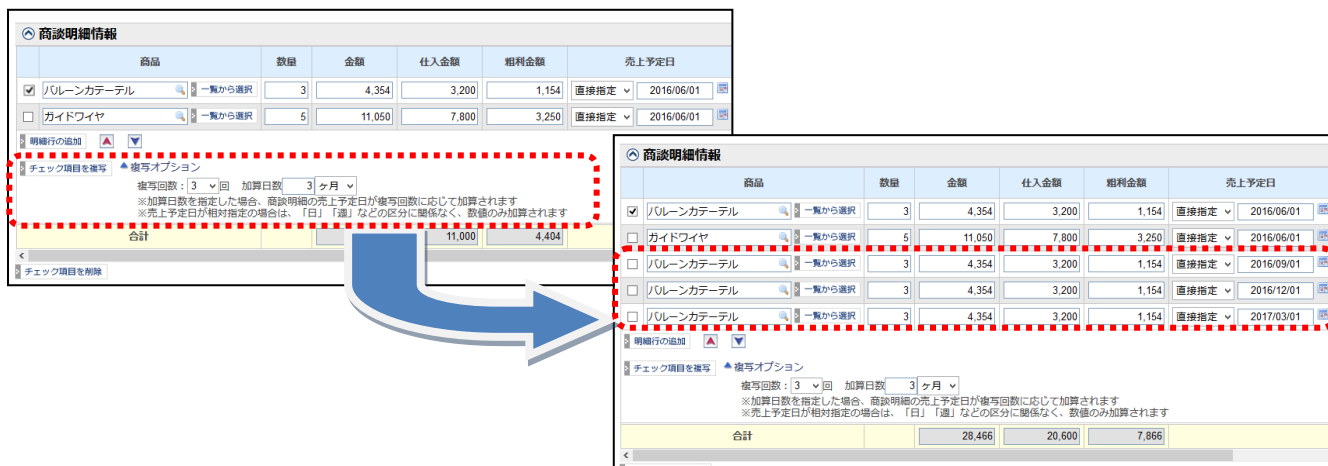 商談明細情報
商品 数量 金額 仕入金額 粗利金額 売上予定日
バルーンカテーテル 一覧から選択 3 4,354 3,200 1,154 直接指定 2016/06/01
ガイドワイヤ 一覧から選択 5 11,050 7,800 3,250 直接指定 2016/06/01
明細行の追加
チェック項目を複写 複写オプション
複写回数： 3 回 加算日数 3 ヶ月
※加算日数を指定した場合、商談明細の売上予定日が複写回数に応じて加算されます
※売上予定日が相対指定の場合は、「日」「週」などの区分に関係なく、数値のみ加算されます
合計 11,000 4,404
チェック項目を削除
商談明細情報
商品 数量 金額 仕入金額 粗利金額 売上予定日
バルーンカテーテル 一覧から選択 3 4,354 3,200 1,154 直接指定 2016/06/01
ガイドワイヤ 一覧から選択 5 11,050 7,800 3,250 直接指定 2016/06/01
バルーンカテーテル 一覧から選択 3 4,354 3,200 1,154 直接指定 2016/09/01
バルーンカテーテル 一覧から選択 3 4,354 3,200 1,154 直接指定 2016/12/01
バルーンカテーテル 一覧から選択 3 4,354 3,200 1,154 直接指定 2017/03/01
明細行の追加
チェック項目を複写 複写オプション
複写回数： 3 回 加算日数 3 ヶ月
※加算日数を指定した場合、商談明細の売上予定日が複写回数に応じて加算されます
※売上予定日が相対指定の場合は、「日」「週」などの区分に関係なく、数値のみ加算されます
合計 28,466 20,600 7,866